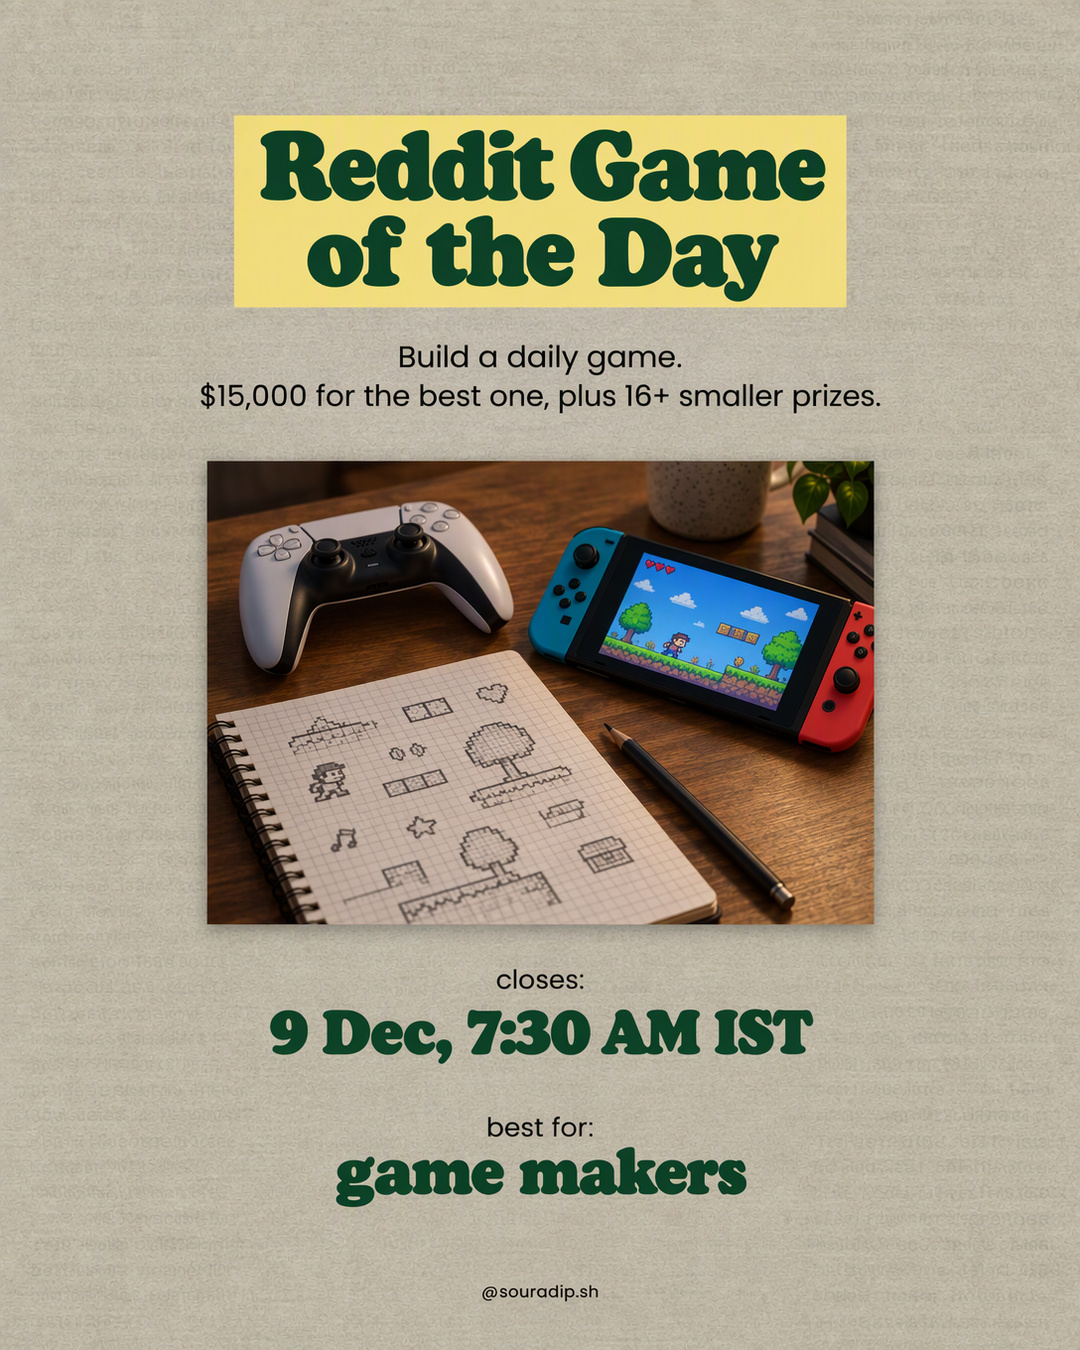 Reddit Game
of the Day
Build a daily game.
$15,000 for the best one, plus 16+ smaller prizes.
closes:
9 Dec, 7:30 AM IST
best for:
game makers
@souradip.sh